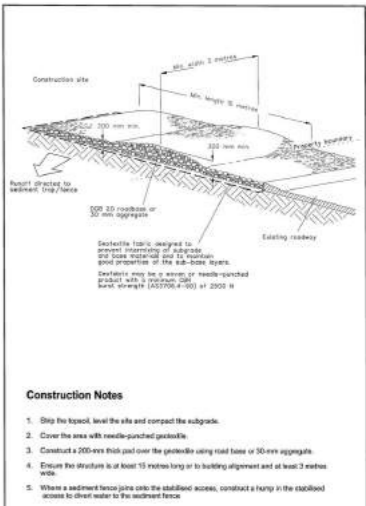 Min. width 3 metres
Construction site
Min. length 15 metres
200 mm min.
300 mm min.
Property boundary
Runoff directed to
sediment trap/fence
DGB 20 roadbase or
30 mm aggregate
Existing roadway
Geotextile fabric designed to
prevent intermixing of subgrade
and base materials and to maintain
good properties of the sub-base layers.
Geofabric may be a woven or needle-punched
product with a minimum CBR
burst strength (AS3706.4-90) of 2500 N
Construction Notes
1. Strip the topsoil, level the site and compact the subgrade.
2. Cover the area with needle-punched geotextile.
3. Construct a 200-mm thick pad over the geotextile using road base or 30-mm aggregate.
4. Ensure the structure is at least 15 metres long or to building alignment and at least 3 metres
wide.
5. Where a sediment fence joins onto the stabilised access, construct a hump in the stabilised
access to divert water to the sediment fence